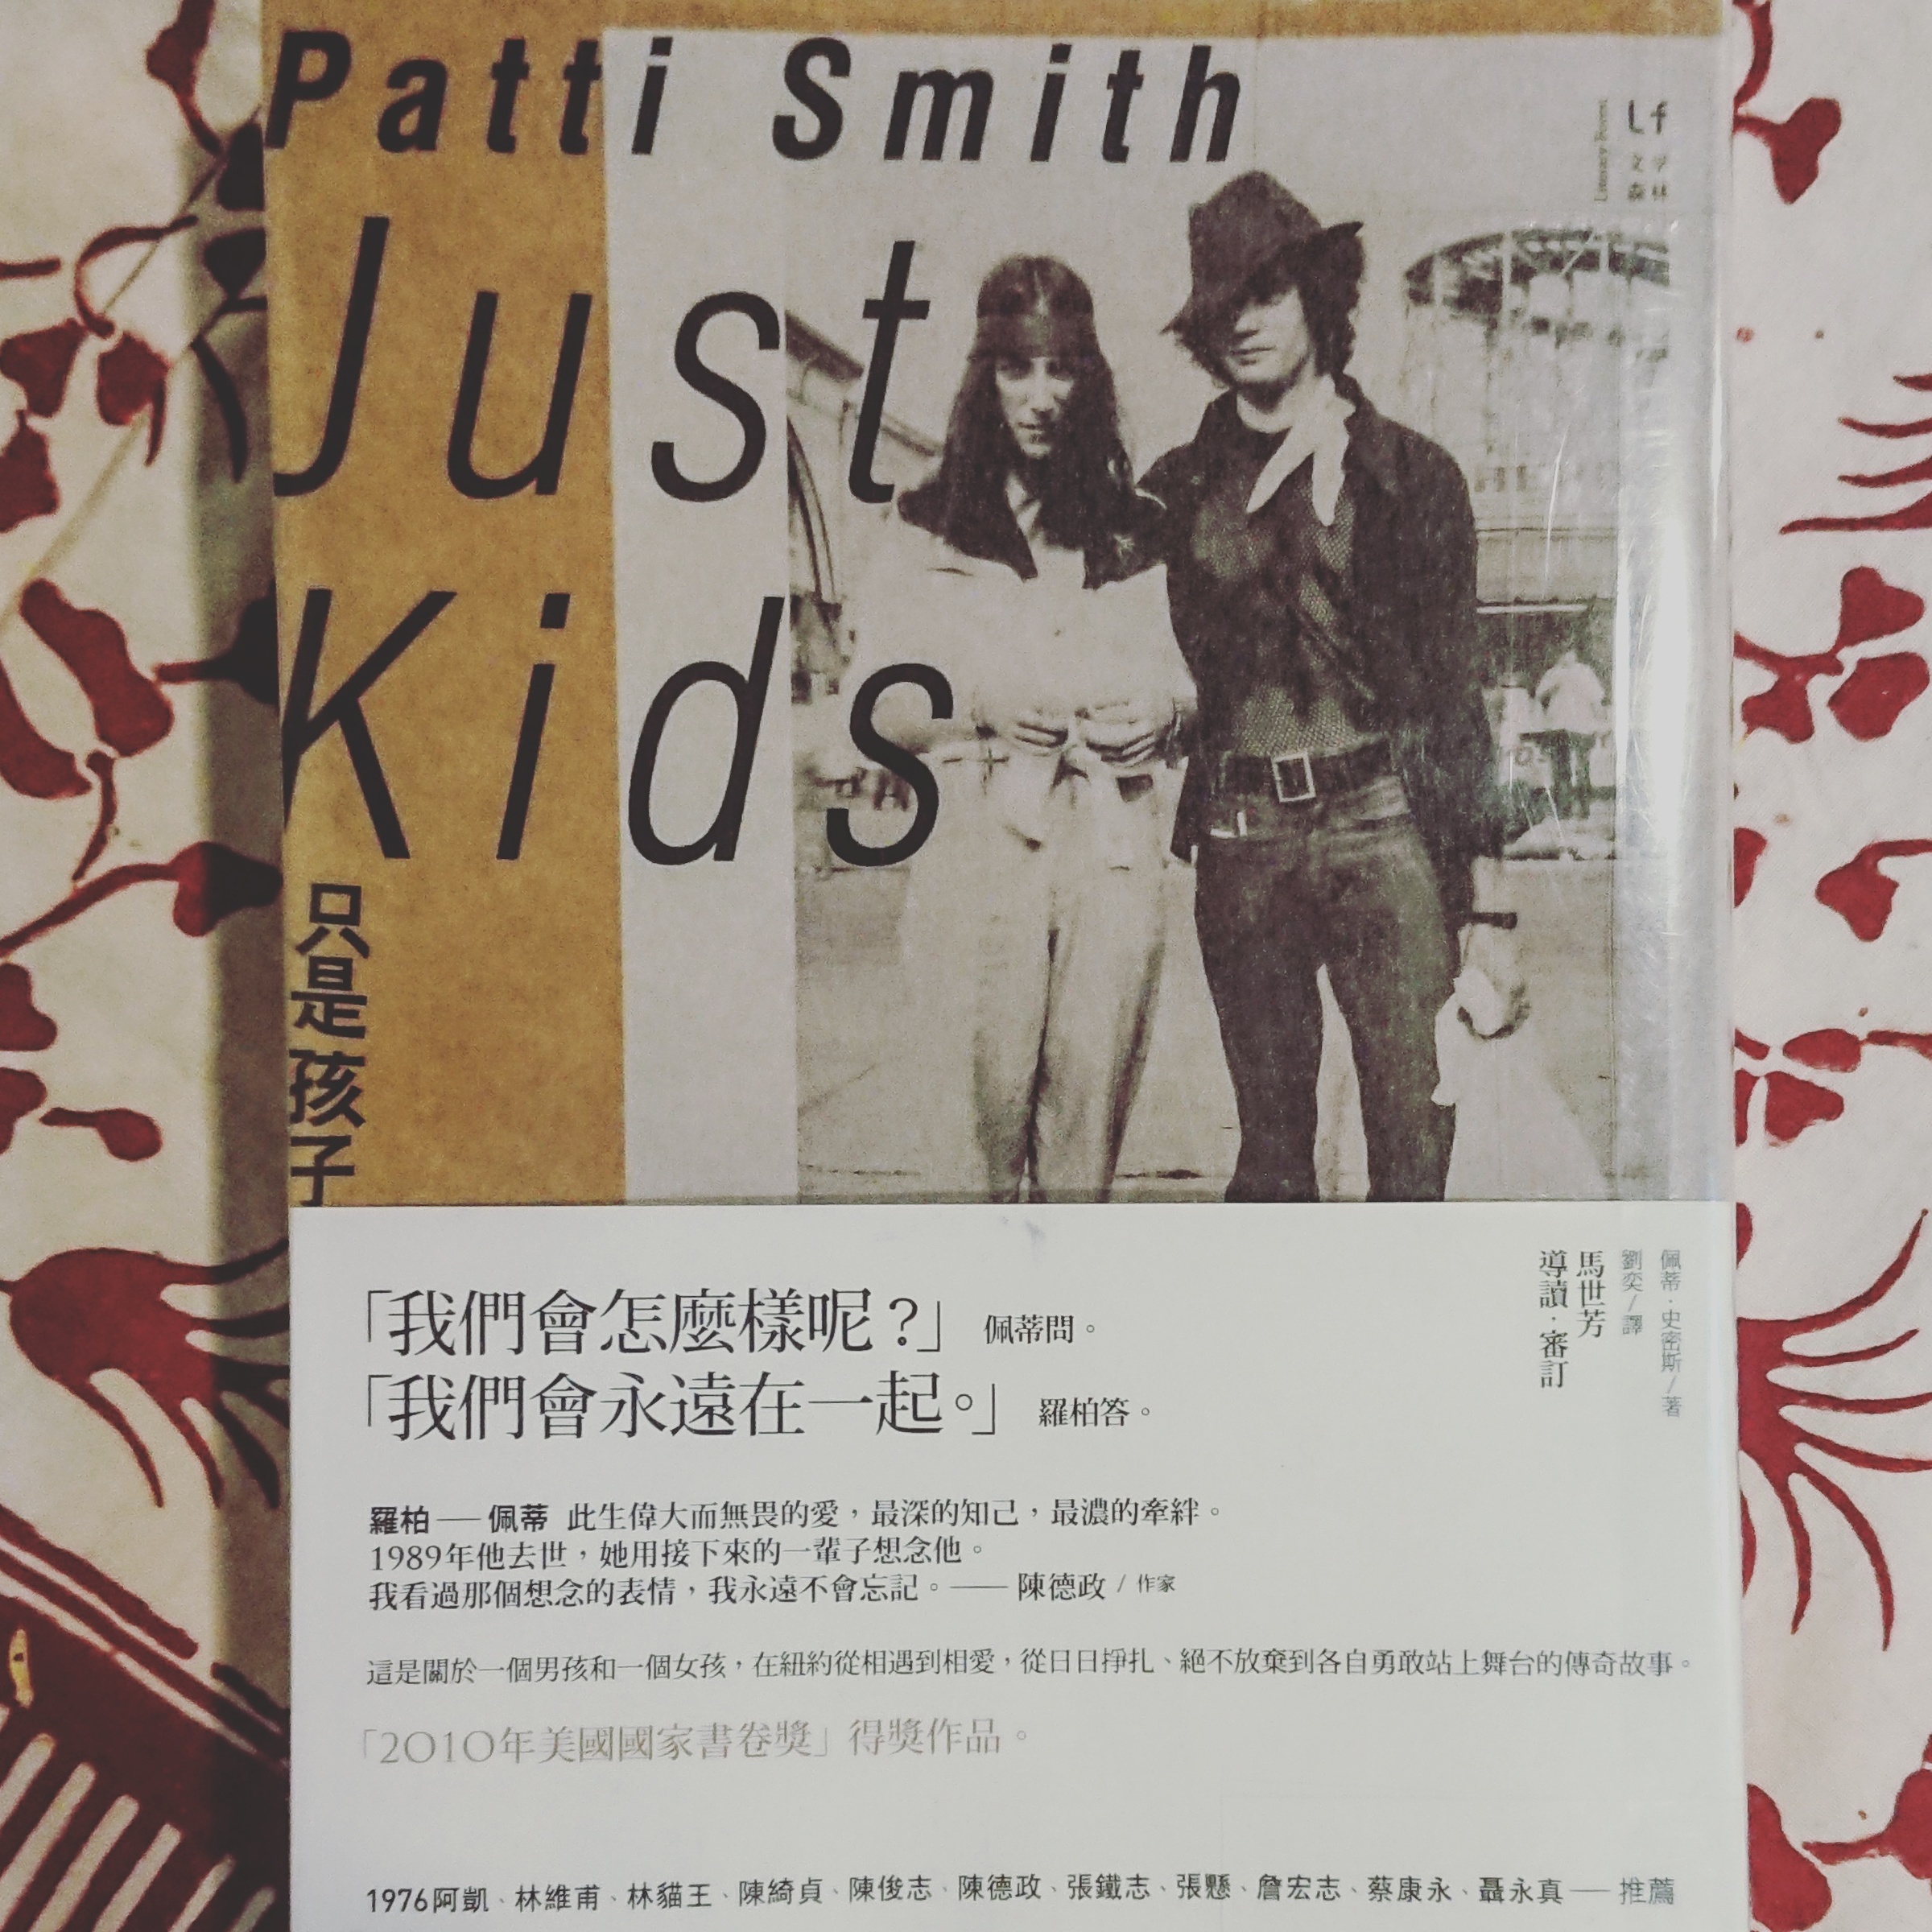 Patti Smith
Lf
文學
森林
Just
Kids
只是孩子
佩蒂·史密斯/著
劉奕/譯
馬世芳
導讀·審訂
「我們會怎麼樣呢？」佩蒂問。
「我們會永遠在一起。」羅柏答。
羅柏——佩蒂 此生偉大而無畏的愛，最深的知己，最濃的牽絆。
1989年他去世，她用接下來的一輩子想念他。
我看過那個想念的表情，我永遠不會忘記。——陳德政 / 作家
這是關於一個男孩和一個女孩，在紐約從相遇到相愛，從日日掙扎、絕不放棄到各自勇敢站上舞台的傳奇故事。
「2010年美國國家書卷獎」得獎作品。
1976阿凱、林維甫、林貓王、陳綺貞、陳俊志、陳德政、張鐵志、張懸、詹宏志、蔡康永、聶永真——推薦